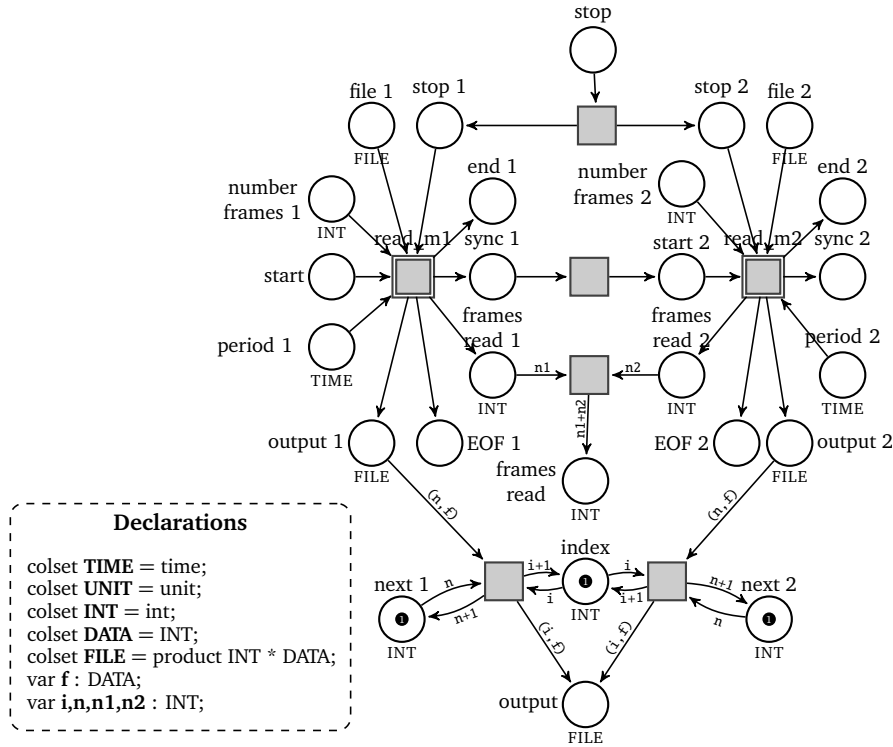 stop
file 1
stop 1
stop 2
file 2
FILE
FILE
number
frames 1
INT
end 1
number
frames 2
INT
end 2
read_m1
sync 1
start 2
read_m2
sync 2
start
frames
read 1
frames
read 2
period 1
TIME
period 2
TIME
n1
n2
INT
INT
n1+n2
output 1
FILE
EOF 1
EOF 2
output 2
FILE
frames
read
INT
(n,f)
(n,f)
Declarations
colset TIME = time;
colset UNIT = unit;
colset INT = int;
colset DATA = INT;
colset FILE = product INT * DATA;
var f : DATA;
var i,n,n1,n2 : INT;
index
i+1
i
i
i+1
1
INT
next 1
n
n+1
1
INT
next 2
n+1
n
1
INT
(i,f)
(i,f)
output
FILE